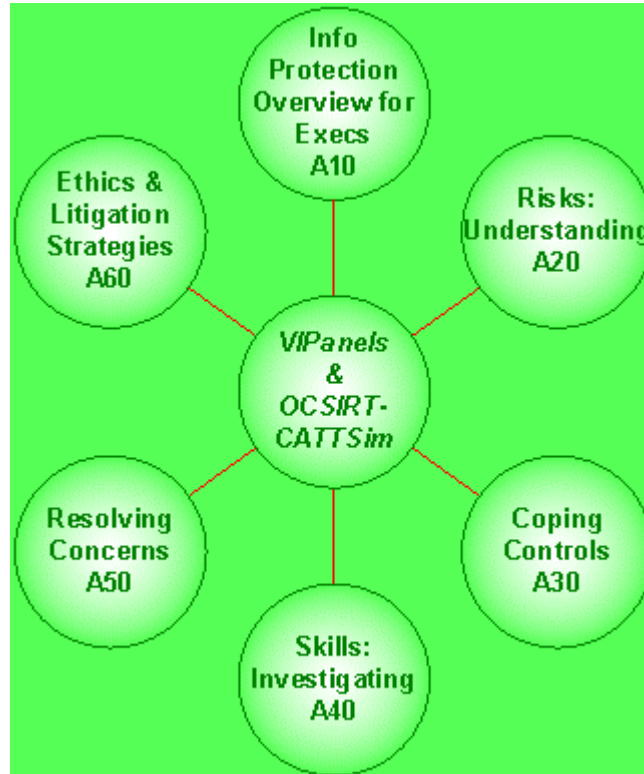 Info
Protection
Overview for
Execs
A10
Ethics &
Litigation
Strategies
A60
Risks:
Understanding
A20
VIPanels
&
OCSIRT-
CATTSim
Resolving
Concerns
A50
Coping
Controls
A30
Skills:
Investigating
A40